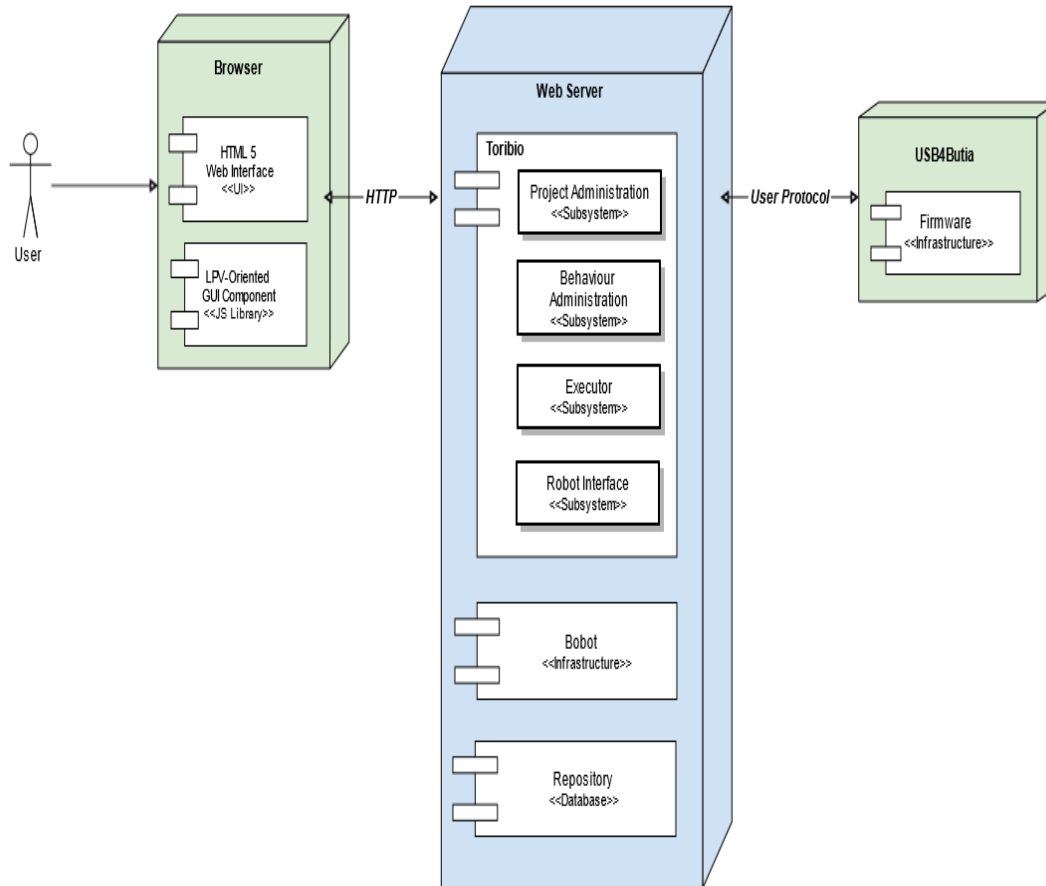 User
Browser
HTML 5
Web Interface
<<UI>>
LPV-Oriented
GUI Component
<<JS Library>>
HTTP
Web Server
Toribio
Project Administration
<<Subsystem>>
Behaviour
Administration
<<Subsystem>>
Executor
<<Subsystem>>
Robot Interface
<<Subsystem>>
Bobot
<<Infrastructure>>
Repository
<<Database>>
User Protocol
USB4Butia
Firmware
<<Infrastructure>>